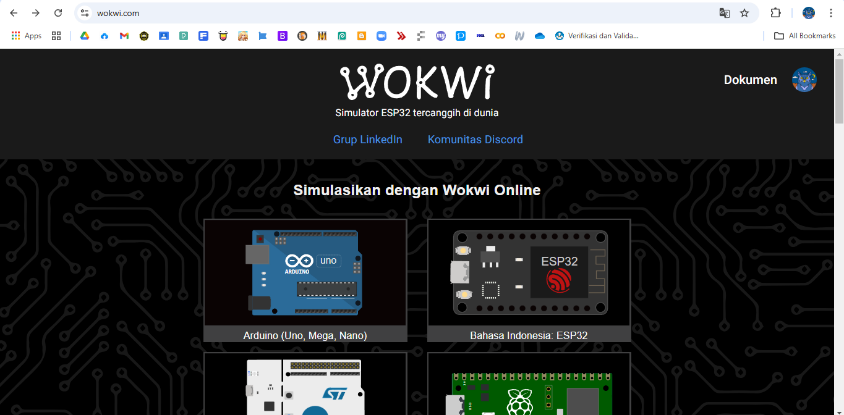 wokwi.com
Apps
Verifikasi dan Valida...
All Bookmarks
WOKWi
Simulator ESP32 tercanggih di dunia
Dokumen
Grup LinkedIn
Komunitas Discord
Simulasikan dengan Wokwi Online
ARDUINO
uno
ESP32
Arduino (Uno, Mega, Nano)
Bahasa Indonesia: ESP32
ST